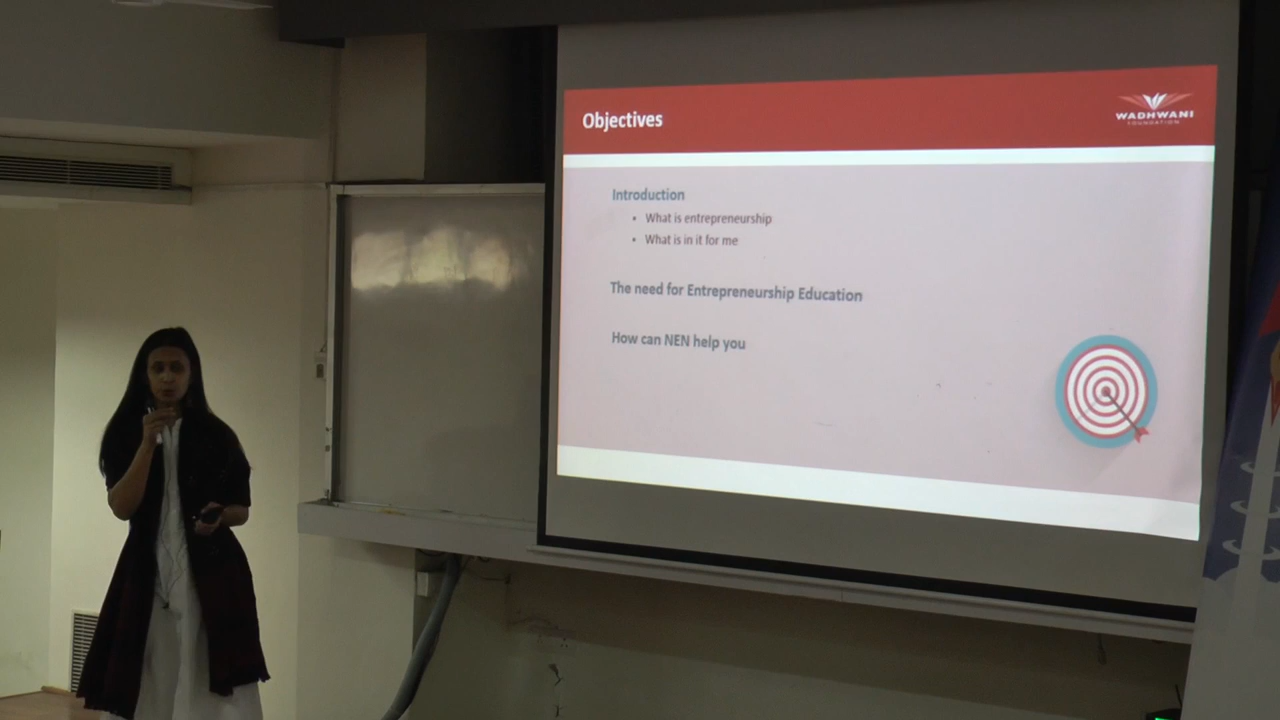 Objectives
WADHWANI
FOUNDATION
Introduction
• What is entrepreneurship
• What is in it for me
The need for Entrepreneurship Education
How can NEN help you